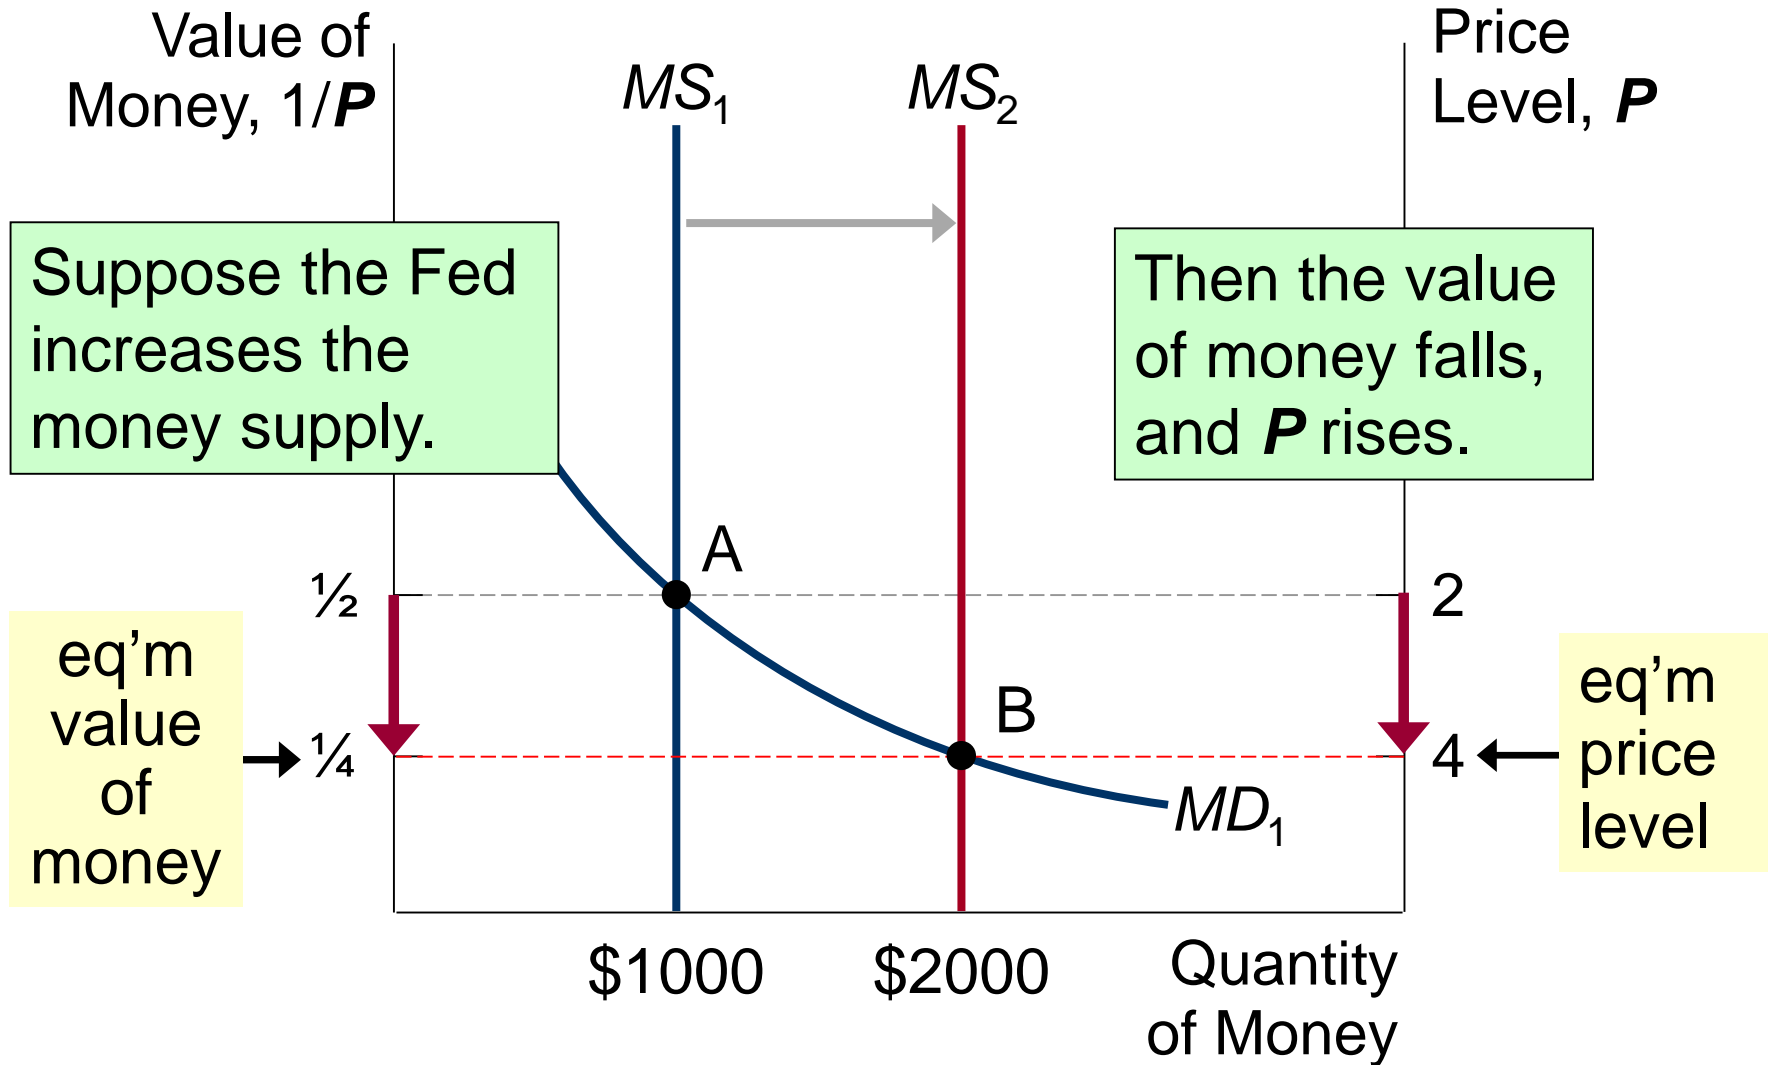 Value of
Money, 1/P
MS₁
MS₂
Price
Level, P
Suppose the Fed
increases the
money supply.
Then the value
of money falls,
and P rises.
A
½
2
eq’m
value
of
money
B
¼
4
eq’m
price
level
MD₁
$1000
$2000
Quantity
of Money